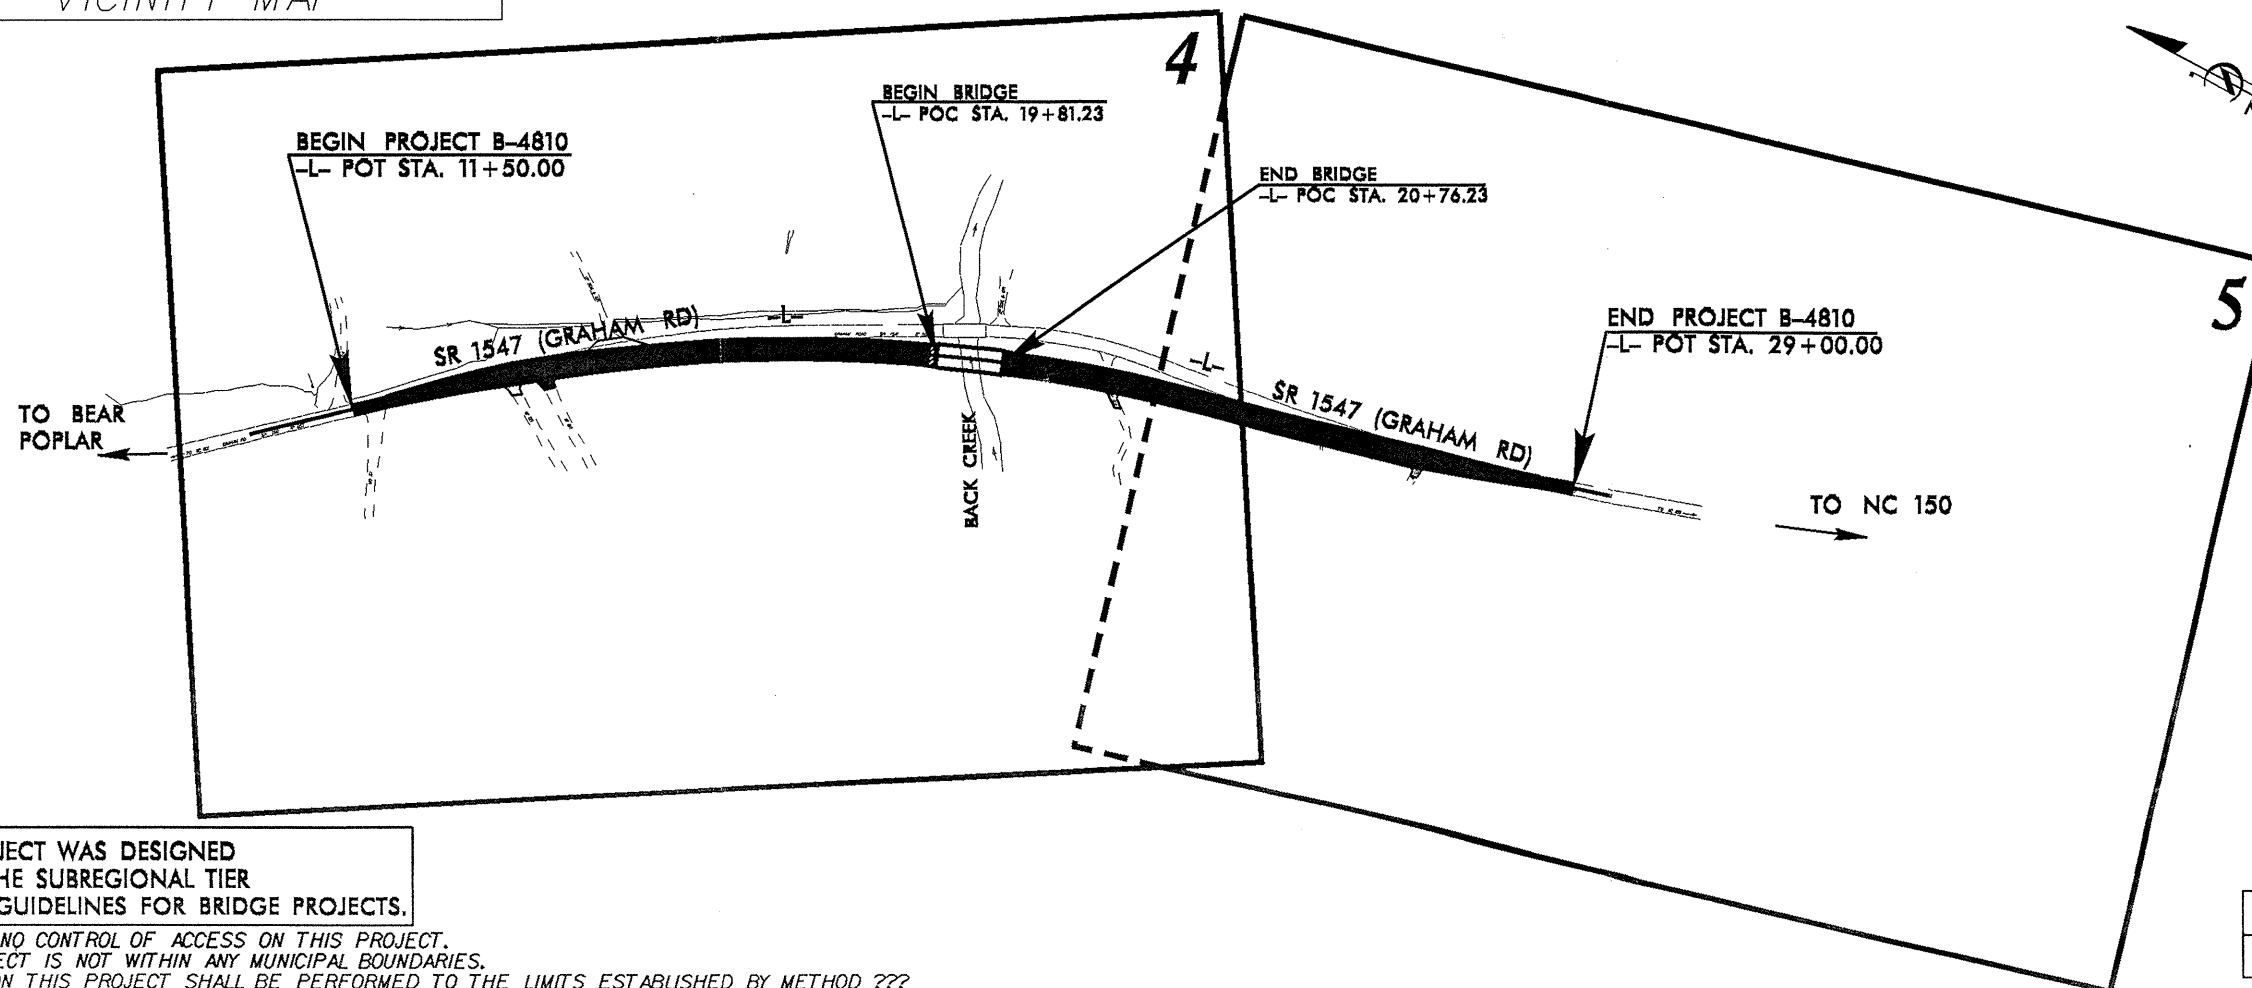 VICINITY MAP
4
BEGIN BRIDGE
-L- POC STA. 19+81.23
BEGIN PROJECT B-4810
-L- POT STA. 11+50.00
END BRIDGE
-L- POC STA. 20+76.23
5
END PROJECT B-4810
-L- POT STA. 29+00.00
-L-
SR 1547 (GRAHAM RD)
-L-
SR 1547 (GRAHAM RD)
TO BEAR
POPLAR
BACK CREEK
TO NC 150
JECT WAS DESIGNED
HE SUBREGIONAL TIER
GUIDELINES FOR BRIDGE PROJECTS.
NO CONTROL OF ACCESS ON THIS PROJECT.
ECT IS NOT WITHIN ANY MUNICIPAL BOUNDARIES.
ON THIS PROJECT SHALL BE PERFORMED TO THE LIMITS ESTABLISHED BY METHOD ???